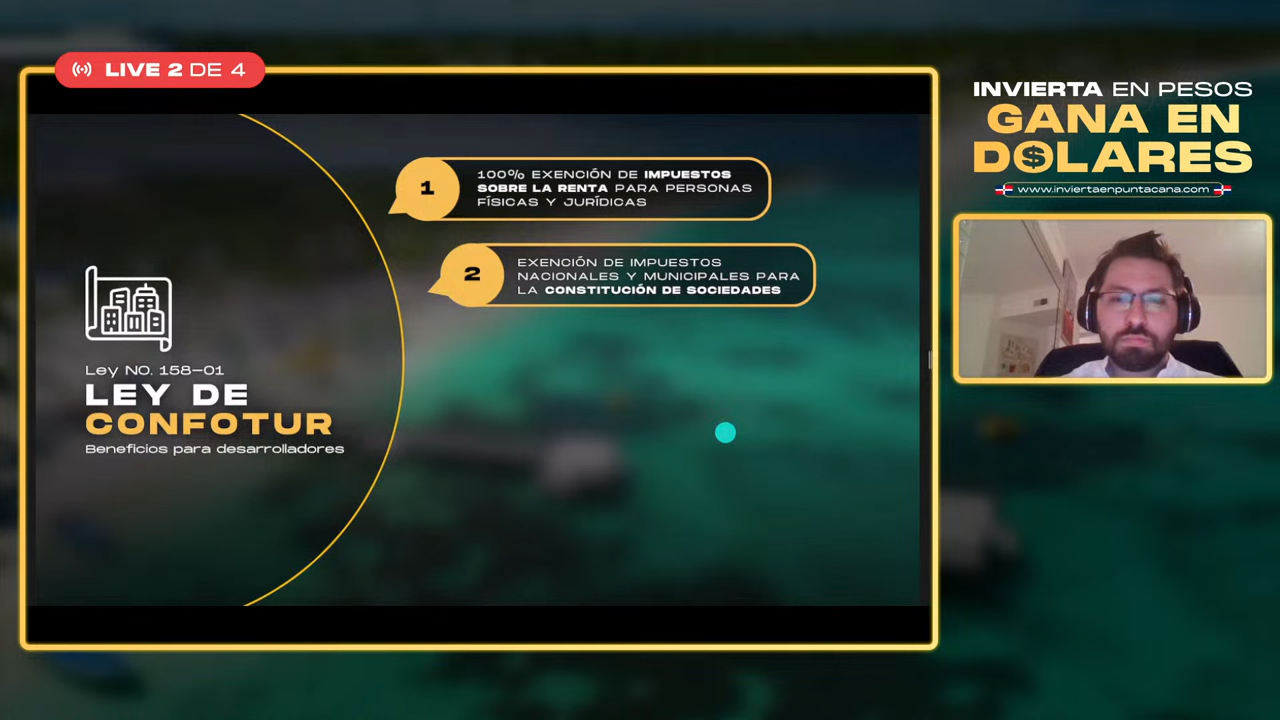 LIVE 2 DE 4
INVIERTA EN PESOS
GANA EN
DOLARES
www.inviertaenpuntacana.com
1
100% EXENCIÓN DE IMPUESTOS
SOBRE LA RENTA PARA PERSONAS
FÍSICAS Y JURÍDICAS
2
EXENCIÓN DE IMPUESTOS
NACIONALES Y MUNICIPALES PARA
LA CONSTITUCIÓN DE SOCIEDADES
Ley NO. 158-01
LEY DE
CONFOTUR
Beneficios para desarrolladores